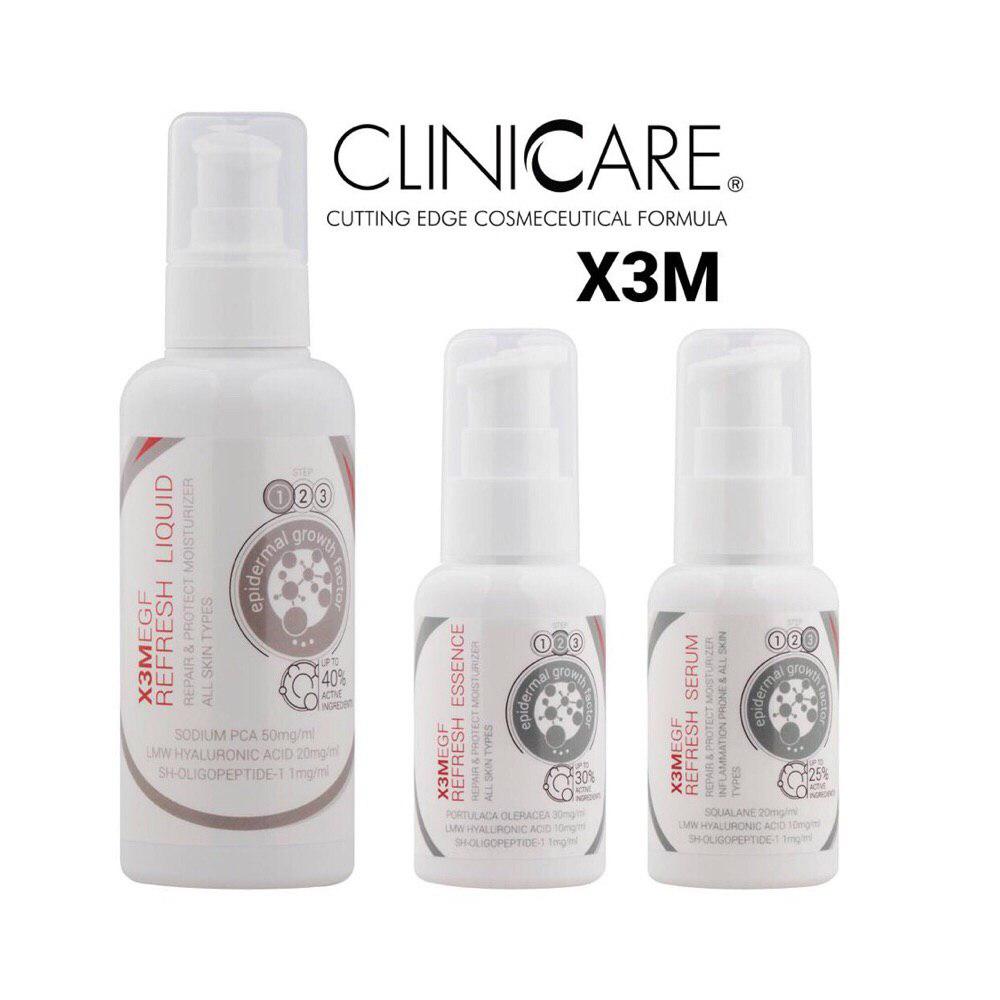 CLINICARE®
CUTTING EDGE COSMECEUTICAL FORMULA
X3M
X3MEGF
REFRESH LIQUID
REPAIR & PROTECT MOISTURIZER
ALL SKIN TYPES
STEP
1 2 3
epidermal growth factor
UP TO
40%
ACTIVE
INGREDIENTS
SODIUM PCA 50mg/ml
LMW HYALURONIC ACID 20mg/ml
SH-OLIGOPEPTIDE-1 1mg/ml
X3MEGF
REFRESH ESSENCE
REPAIR & PROTECT MOISTURIZER
ALL SKIN TYPES
STEP
1 2 3
epidermal growth factor
UP TO
30%
ACTIVE
INGREDIENTS
PORTULACA OLERACEA 30mg/ml
LMW HYALURONIC ACID 10mg/ml
SH-OLIGOPEPTIDE-1 1mg/ml
X3MEGF
REFRESH SERUM
REPAIR & PROTECT MOISTURIZER
INFLAMMATION PRONE & ALL SKIN
TYPES
STEP
1 2 3
epidermal growth factor
UP TO
25%
ACTIVE
INGREDIENTS
SQUALANE 20mg/ml
LMW HYALURONIC ACID 10mg/ml
SH-OLIGOPEPTIDE-1 1mg/ml